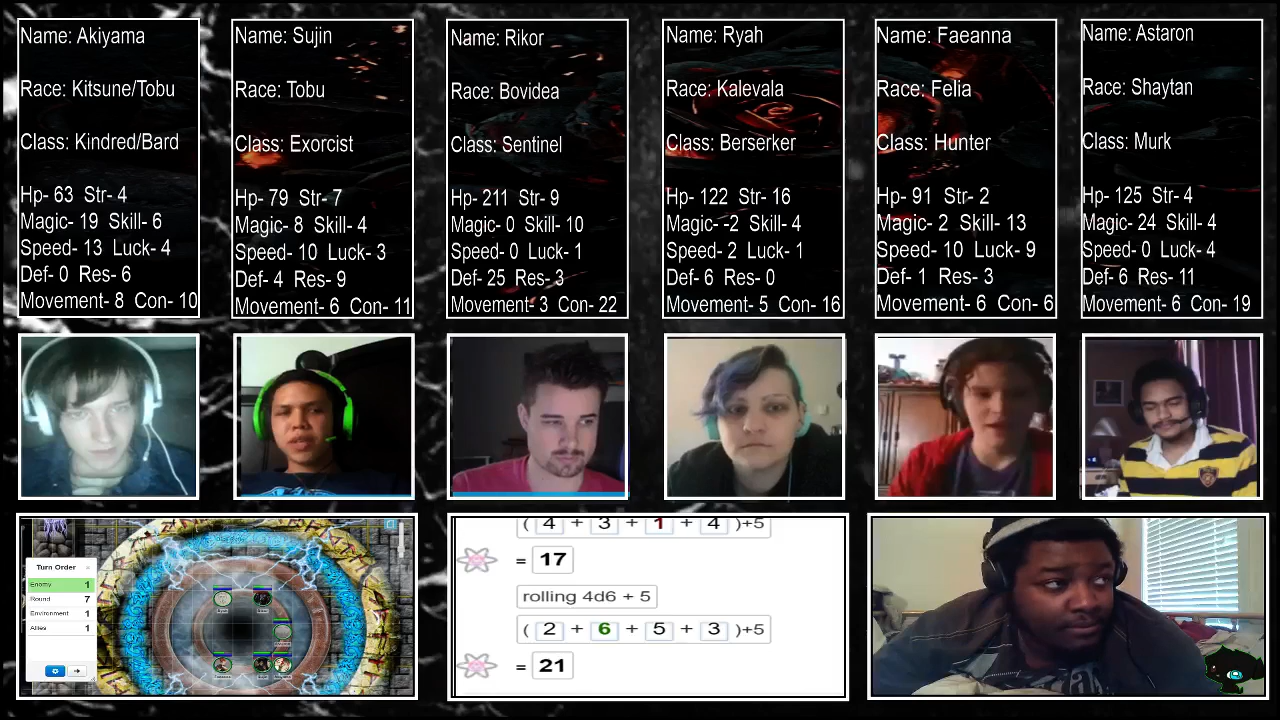 Name: Akiyama
Race: Kitsune/Tobu
Class: Kindred/Bard
Hp- 63 Str- 4
Magic- 19 Skill- 6
Speed- 13 Luck- 4
Def- 0 Res- 6
Movement- 8 Con- 10
Name: Sujin
Race: Tobu
Class: Exorcist
Hp- 79 Str- 7
Magic- 8 Skill- 4
Speed- 10 Luck- 3
Def- 4 Res- 9
Movement- 6 Con- 11
Name: Rikor
Race: Bovidea
Class: Sentinel
Hp- 211 Str- 9
Magic- 0 Skill- 10
Speed- 0 Luck- 1
Def- 25 Res- 3
Movement- 3 Con- 22
Name: Ryah
Race: Kalevala
Class: Berserker
Hp- 122 Str- 16
Magic- -2 Skill- 4
Speed- 2 Luck- 1
Def- 6 Res- 0
Movement- 5 Con- 16
Name: Faeanna
Race: Felia
Class: Hunter
Hp- 91 Str- 2
Magic- 2 Skill- 13
Speed- 10 Luck- 9
Def- 1 Res- 3
Movement- 6 Con- 6
Name: Astaron
Race: Shaytan
Class: Murk
Hp- 125 Str- 4
Magic- 24 Skill- 4
Speed- 0 Luck- 4
Def- 6 Res- 11
Movement- 6 Con- 19
Turn Order
Enemy 1
Round 7
Environment 1
Allies 1
( 4 + 3 + 1 + 4 )+5
= 17
rolling 4d6 + 5
( 2 + 6 + 5 + 3 )+5
= 21